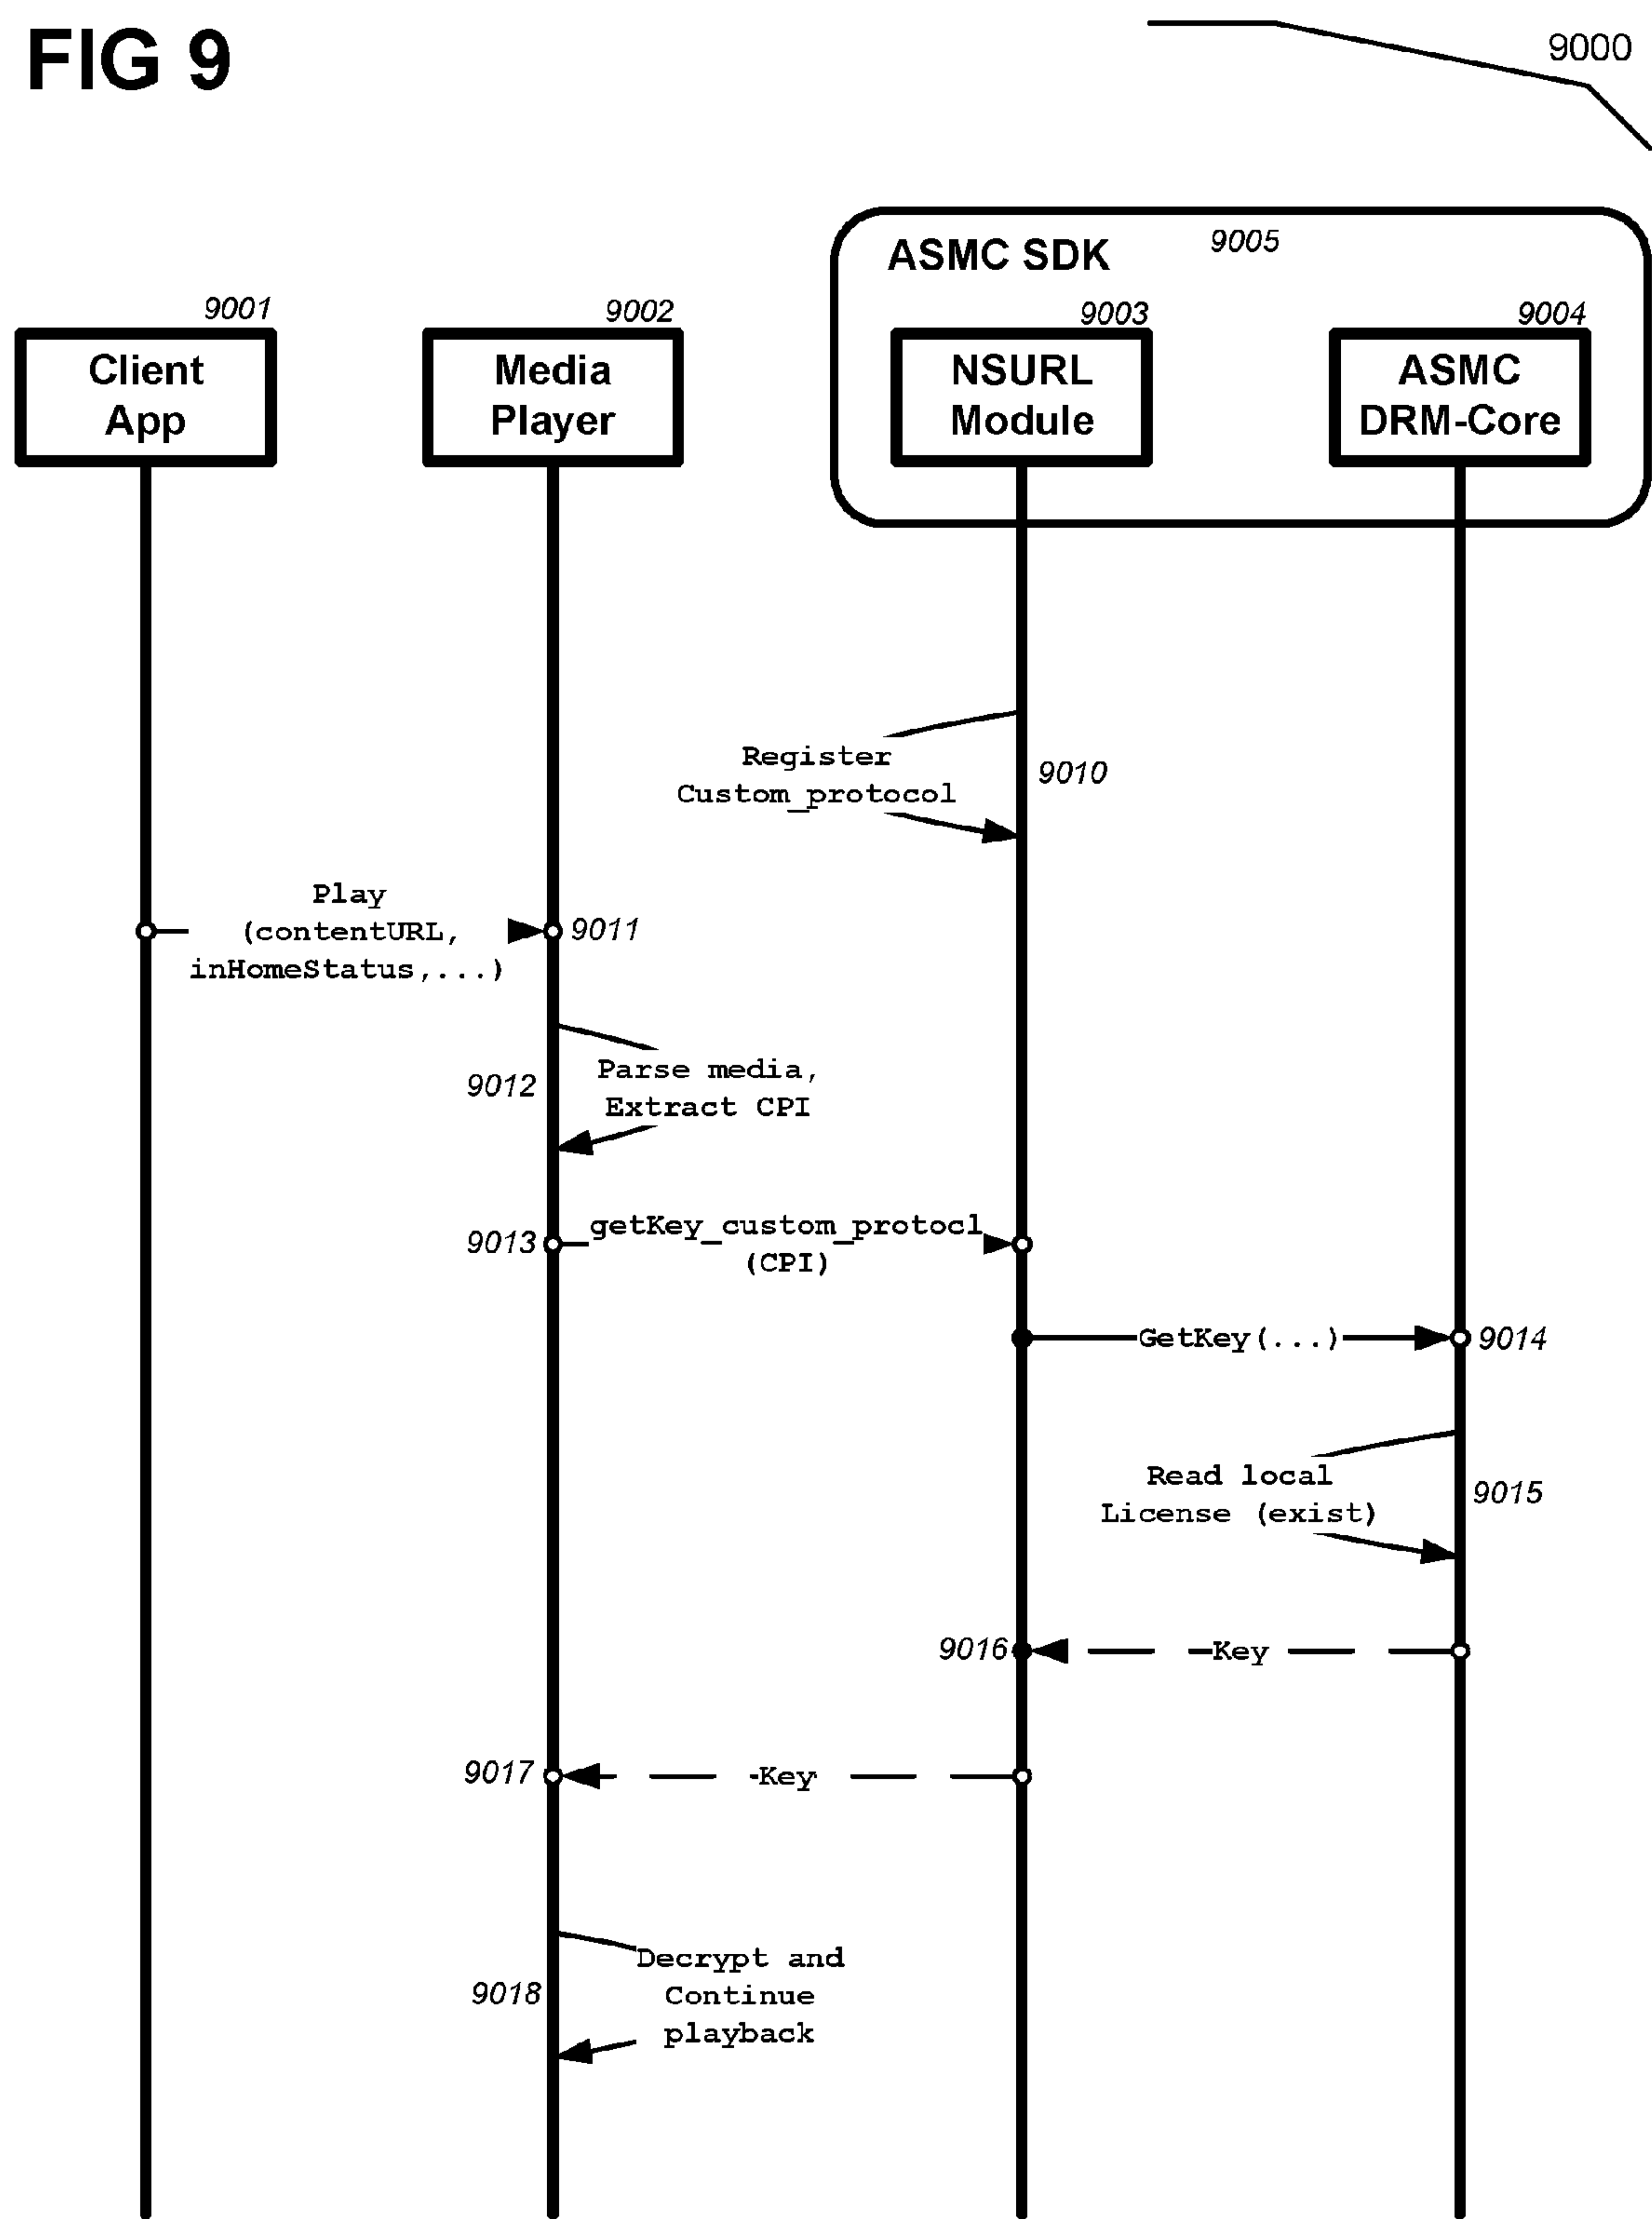 FIG 9
9000
ASMC SDK
9005
9001
9002
9003
9004
Client
App
Media
Player
NSURL
Module
ASMC
DRM-Core
Register
Custom_protocol
9010
Play
(contentURL,
inHomeStatus,...)
9011
9012
Parse media,
Extract CPI
9013
getKey_custom_protocl
(CPI)
GetKey(...)
9014
Read local
License (exist)
9015
9016
Key
9017
Key
9018
Decrypt and
Continue
playback